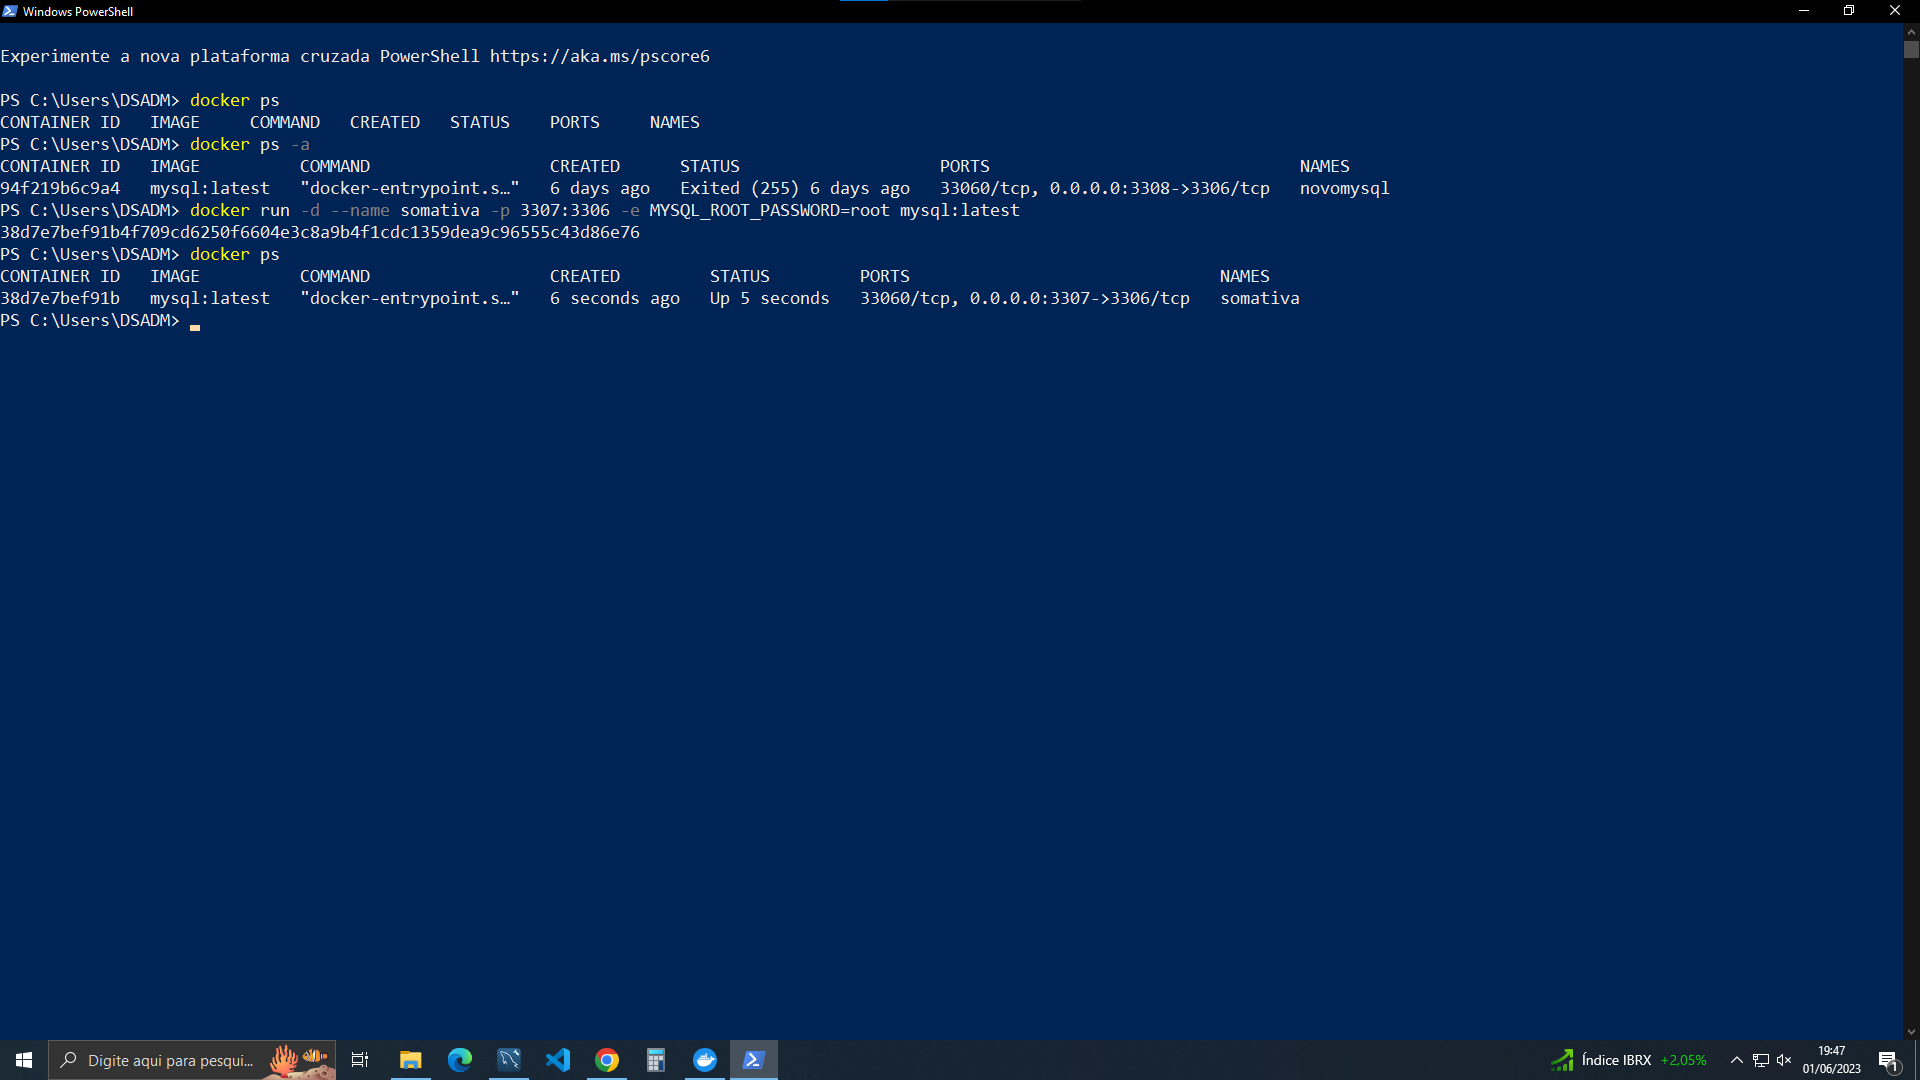 Windows PowerShell
Experimente a nova plataforma cruzada PowerShell https://aka.ms/pscore6
PS C:\Users\DSADM> docker ps
CONTAINER ID   IMAGE     COMMAND   CREATED   STATUS    PORTS     NAMES
PS C:\Users\DSADM> docker ps -a
CONTAINER ID   IMAGE          COMMAND                  CREATED      STATUS                    PORTS                               NAMES
94f219b6c9a4   mysql:latest   "docker-entrypoint.s…"   6 days ago   Exited (255) 6 days ago   33060/tcp, 0.0.0.0:3308->3306/tcp   novomysql
PS C:\Users\DSADM> docker run -d --name somativa -p 3307:3306 -e MYSQL_ROOT_PASSWORD=root mysql:latest
38d7e7bef91b4f709cd6250f6604e3c8a9b4f1cdc1359dea9c96555c43d86e76
PS C:\Users\DSADM> docker ps
CONTAINER ID   IMAGE          COMMAND                  CREATED         STATUS         PORTS                               NAMES
38d7e7bef91b   mysql:latest   "docker-entrypoint.s…"   6 seconds ago   Up 5 seconds   33060/tcp, 0.0.0.0:3307->3306/tcp   somativa
PS C:\Users\DSADM>
Digite aqui para pesqui...
Índice IBRX +2,05%
19:47
01/06/2023
1